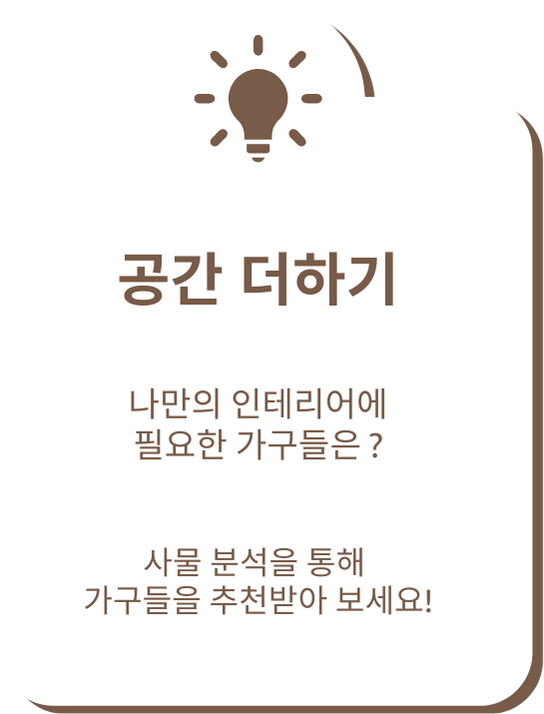 공간 더하기
나만의 인테리어에
필요한 가구들은 ?
사물 분석을 통해
가구들을 추천받아 보세요!